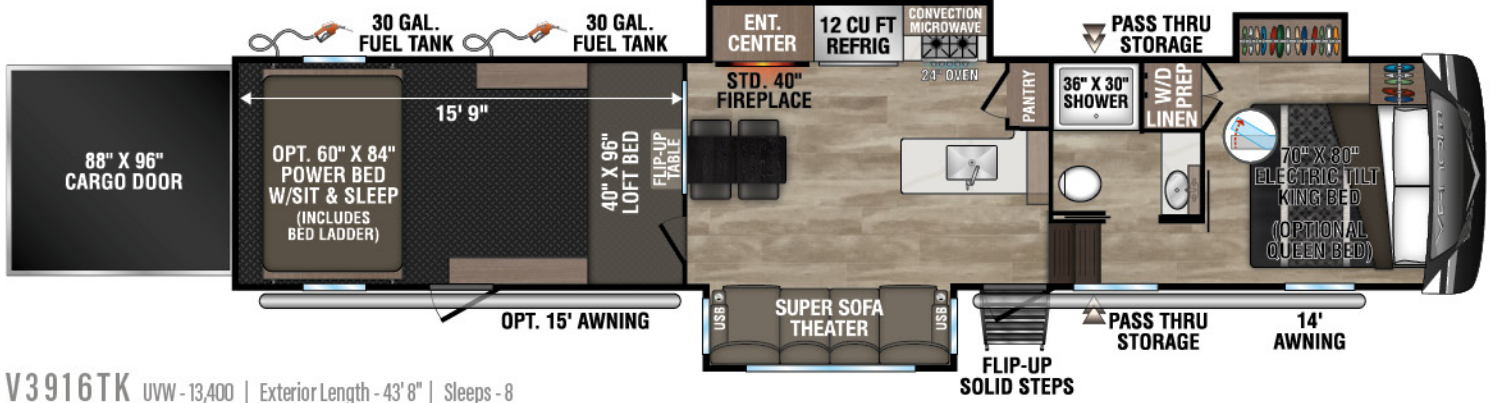 30 GAL.
FUEL TANK
30 GAL.
FUEL TANK
ENT.
CENTER
12 CU FT
REFRIG
CONVECTION
MICROWAVE
24" OVEN
PASS THRU
STORAGE
STD. 40"
FIREPLACE
PANTRY
36" X 30"
SHOWER
W/D
LINEN PREP
15' 9"
88" X 96"
CARGO DOOR
OPT. 60" X 84"
POWER BED
W/SIT & SLEEP
(INCLUDES
BED LADDER)
40" X 96"
LOFT BED
FLIP-UP
TABLE
70" X 80"
ELECTRIC TILT
KING BED
(OPTIONAL
QUEEN BED)
VENOM
USB
SUPER SOFA
THEATER
USB
OPT. 15' AWNING
FLIP-UP
SOLID STEPS
PASS THRU
STORAGE
14'
AWNING
V3916TK UVW - 13,400 | Exterior Length - 43' 8" | Sleeps - 8